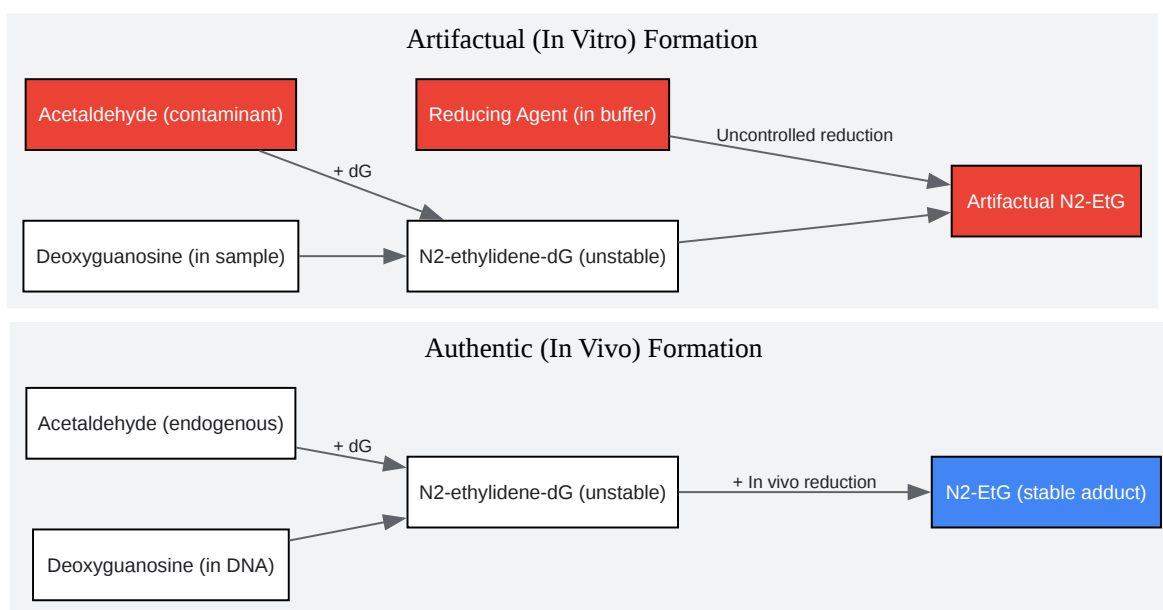 Artifactual (In Vitro) Formation
Acetaldehyde (contaminant)
Reducing Agent (in buffer)
Uncontrolled reduction
+ dG
Artifactual N2-EtG
Deoxyguanosine (in sample)
N2-ethylidene-dG (unstable)
Authentic (In Vivo) Formation
Acetaldehyde (endogenous)
+ dG
N2-ethylidene-dG (unstable)
+ In vivo reduction
N2-EtG (stable adduct)
Deoxyguanosine (in DNA)